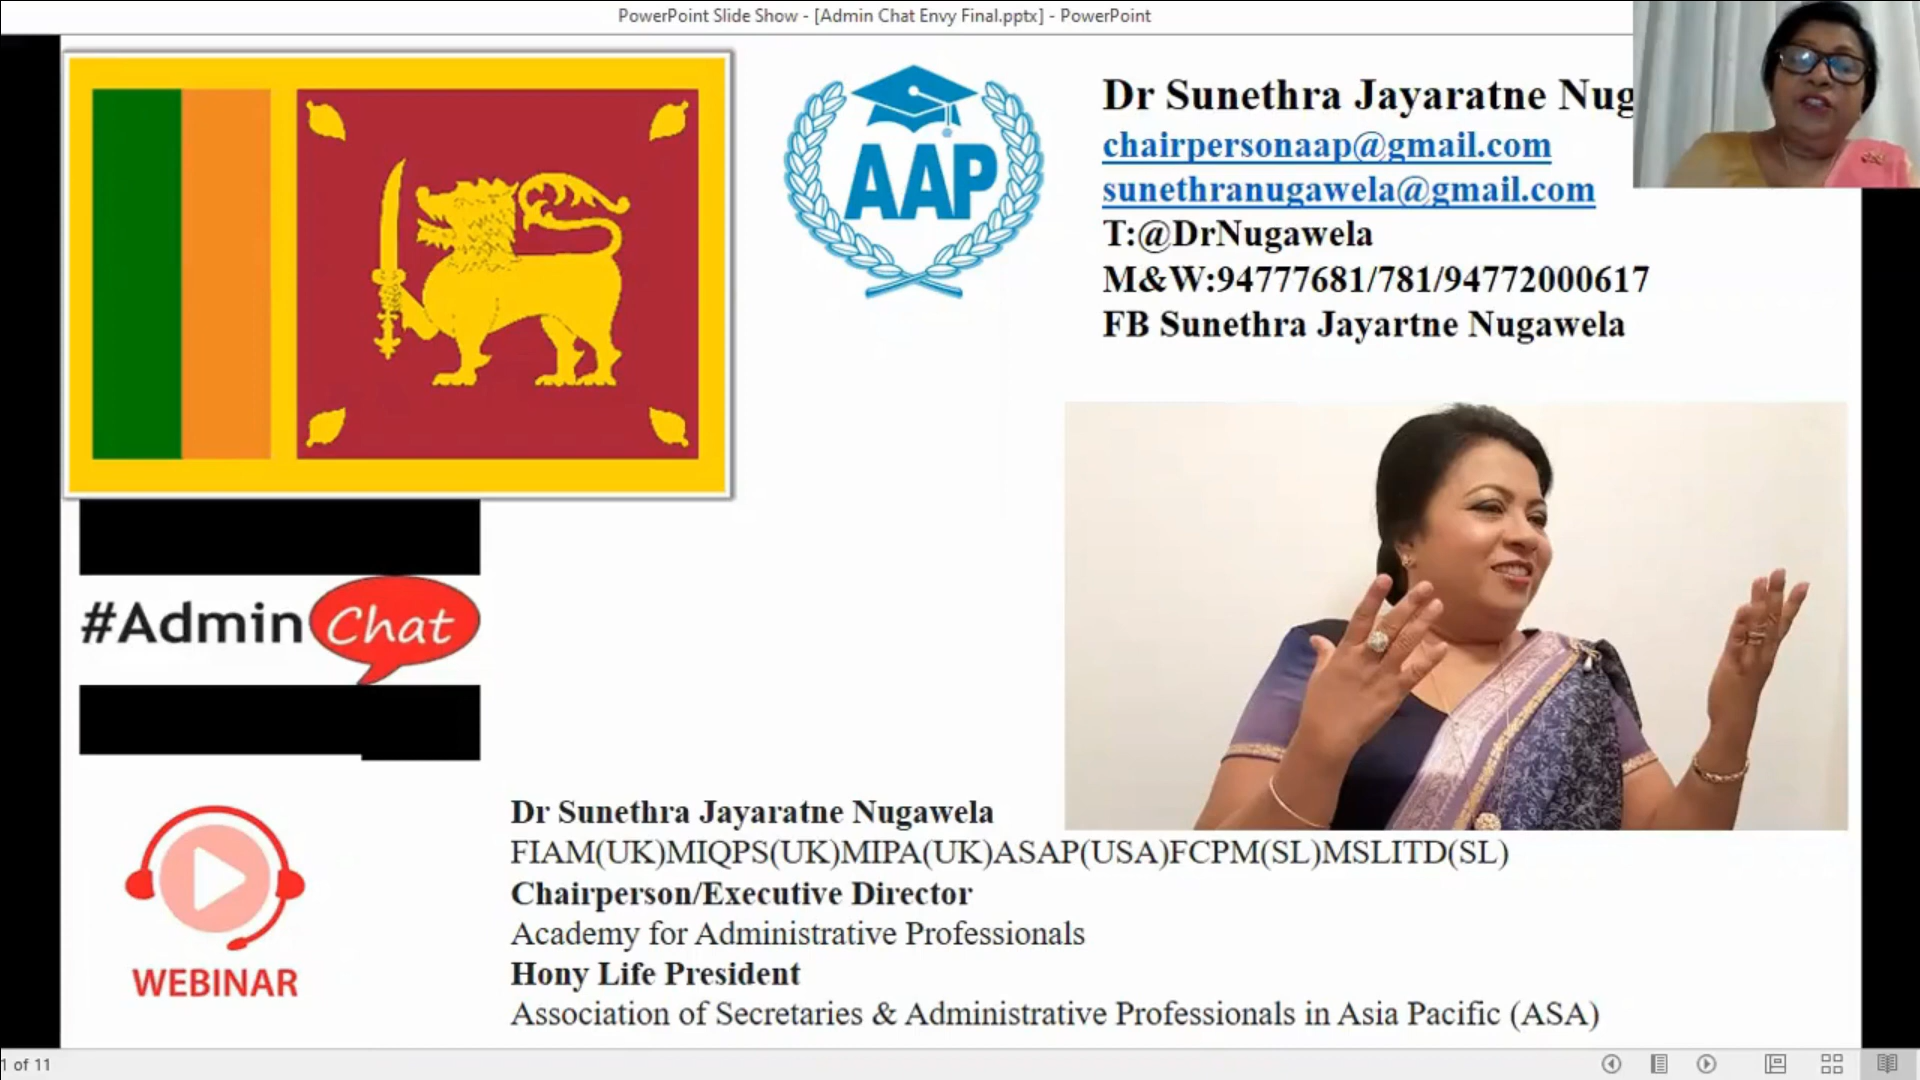 PowerPoint Slide Show - [Admin Chat Envy Final.pptx] - PowerPoint
AAP
Dr Sunethra Jayaratne Nug
chairpersonaap@gmail.com
sunethranugawela@gmail.com
T:@DrNugawela
M&W:94777681/781/94772000617
FB Sunethra Jayartne Nugawela
#Admin Chat
WEBINAR
Dr Sunethra Jayaratne Nugawela
FIAM(UK)MIQPS(UK)MIPA(UK)ASAP(USA)FCPM(SL)MSLITD(SL)
Chairperson/Executive Director
Academy for Administrative Professionals
Hony Life President
Association of Secretaries & Administrative Professionals in Asia Pacific (ASA)
1 of 11